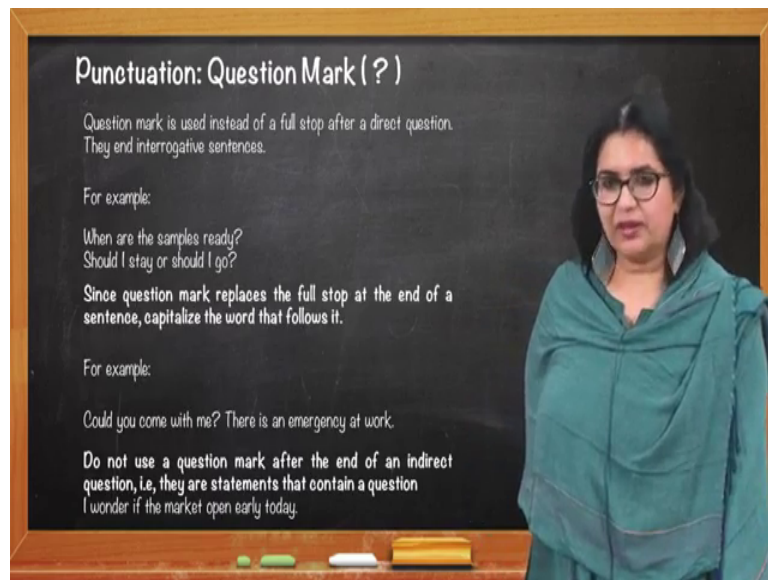 Punctuation: Question Mark ( ? )
Question mark is used instead of a full stop after a direct question.
They end interrogative sentences.
For example:
When are the samples ready?
Should I stay or should I go?
Since question mark replaces the full stop at the end of a
sentence, capitalize the word that follows it.
For example:
Could you come with me? There is an emergency at work.
Do not use a question mark after the end of an indirect
question, i.e, they are statements that contain a question
I wonder if the market open early today.